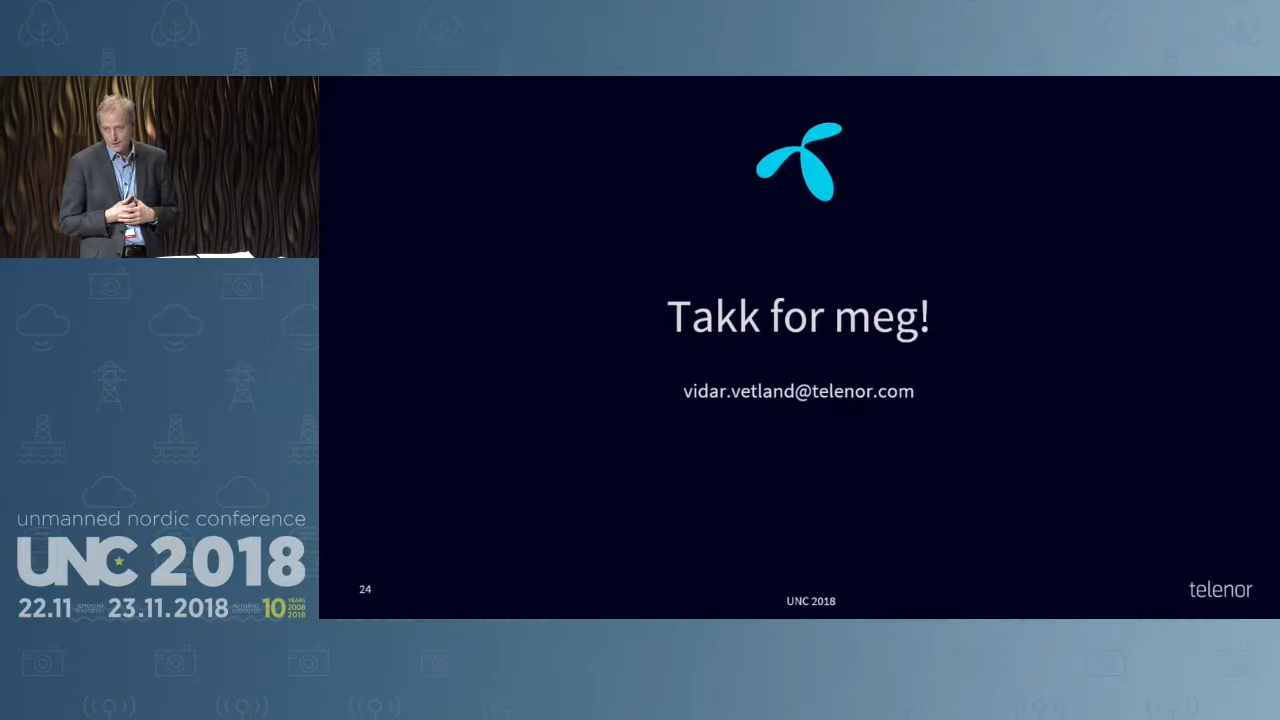 Takk for meg!
vidar.vetland@telenor.com
24
UNC 2018
telenor
unmanned nordic conference
UNC 2018
22.11
23.11.2018
10 YEARS
2008
2018